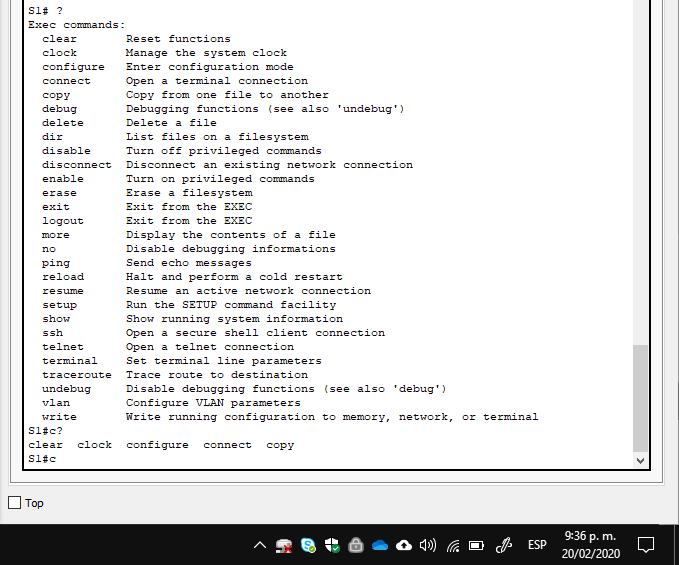 S1# ?
Exec commands:
clear Reset functions
clock Manage the system clock
configure Enter configuration mode
connect Open a terminal connection
copy Copy from one file to another
debug Debugging functions (see also 'undebug')
delete Delete a file
dir List files on a filesystem
disable Turn off privileged commands
disconnect Disconnect an existing network connection
enable Turn on privileged commands
erase Erase a filesystem
exit Exit from the EXEC
logout Exit from the EXEC
more Display the contents of a file
no Disable debugging informations
ping Send echo messages
reload Halt and perform a cold restart
resume Resume an active network connection
setup Run the SETUP command facility
show Show running system information
ssh Open a secure shell client connection
telnet Open a telnet connection
terminal Set terminal line parameters
traceroute Trace route to destination
undebug Disable debugging functions (see also 'debug')
vlan Configure VLAN parameters
write Write running configuration to memory, network, or terminal
S1#c?
clear clock configure connect copy
S1#c
Top
ESP
9:36 p. m.
20/02/2020